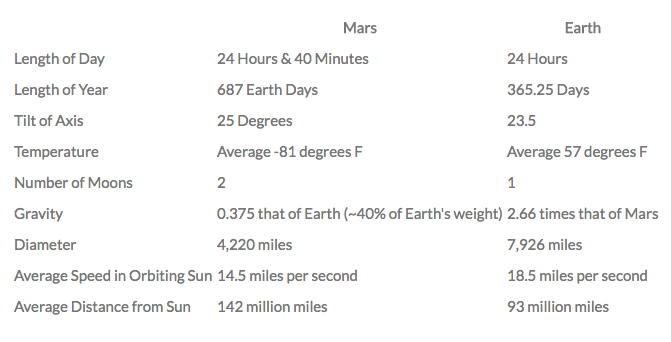 Mars Earth
Length of Day 24 Hours & 40 Minutes 24 Hours
Length of Year 687 Earth Days 365.25 Days
Tilt of Axis 25 Degrees 23.5
Temperature Average -81 degrees F Average 57 degrees F
Number of Moons 2 1
Gravity 0.375 that of Earth (~40% of Earth's weight) 2.66 times that of Mars
Diameter 4,220 miles 7,926 miles
Average Speed in Orbiting Sun 14.5 miles per second 18.5 miles per second
Average Distance from Sun 142 million miles 93 million miles